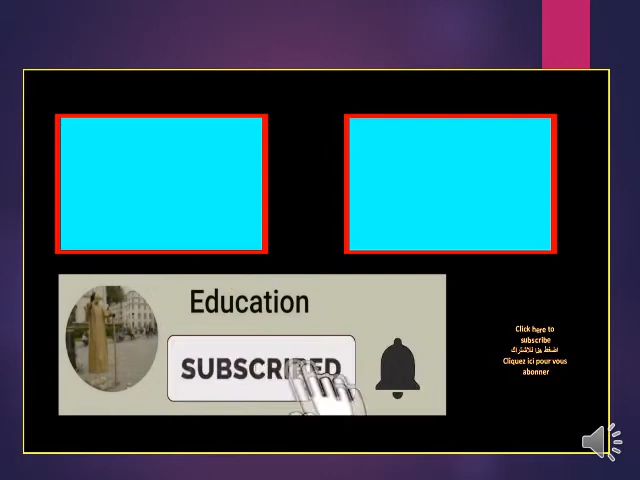 Education
SUBSCRIBED
Click here to
subscribe
اضغط هنا للاشتراك
Cliquez ici pour vous
abonner